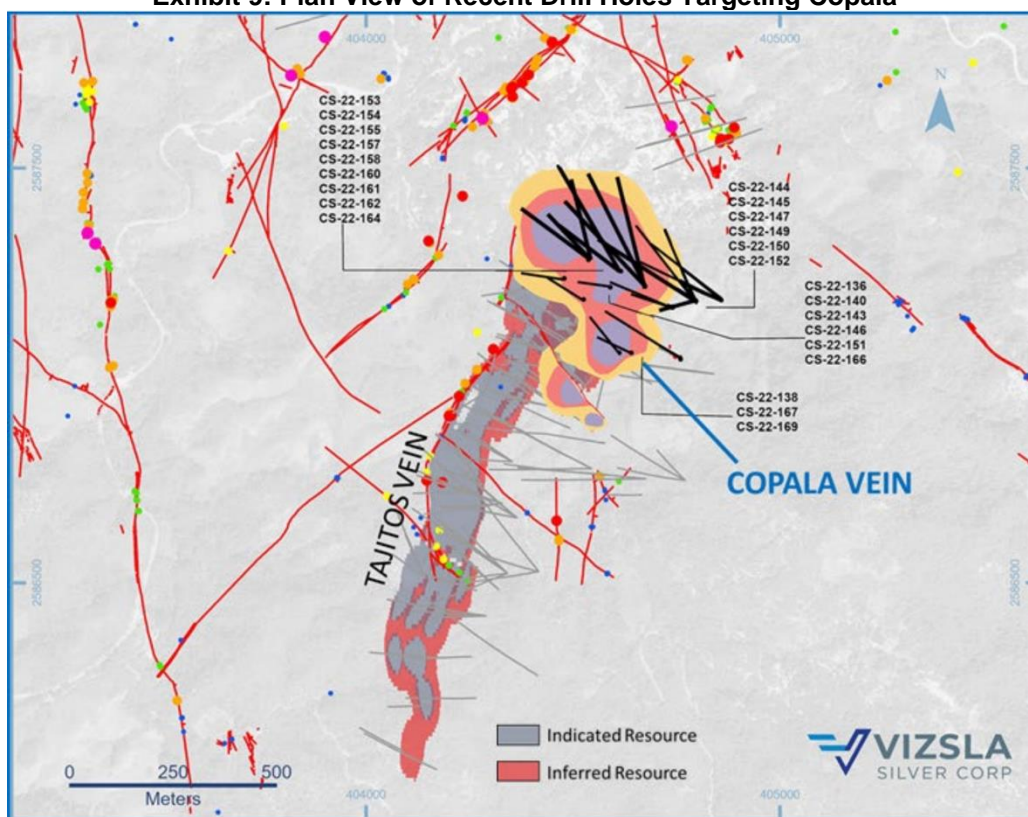 Exhibit 9: Plan View of Recent Drill Holes Targeting Copala
404000
405000
CS-22-153
CS-22-154
CS-22-155
CS-22-157
CS-22-158
CS-22-160
CS-22-161
CS-22-162
CS-22-164
N
2587500
2587500
CS-22-144
CS-22-145
CS-22-147
CS-22-149
CS-22-150
CS-22-152
CS-22-136
CS-22-140
CS-22-143
CS-22-146
CS-22-151
CS-22-166
CS-22-138
CS-22-167
CS-22-169
COPALA VEIN
TAJITOS VEIN
2586500
2586500
Indicated Resource
Inferred Resource
VIZSLA
SILVER CORP
0 250 500
Meters
404000
405000